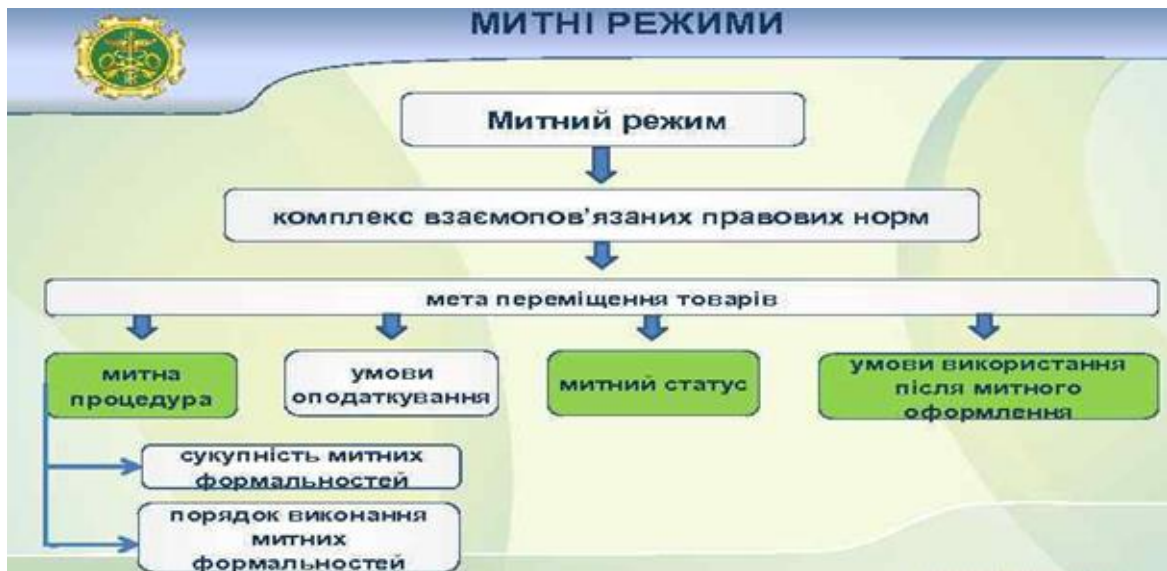 МИТНІ РЕЖИМИ
Митний режим
комплекс взаємопов’язаних правових норм
мета переміщення товарів
митна
процедура
умови
оподаткування
митний статус
умови використання
після митного
оформлення
сукупність митних
формальностей
порядок виконання
митних
формальностей